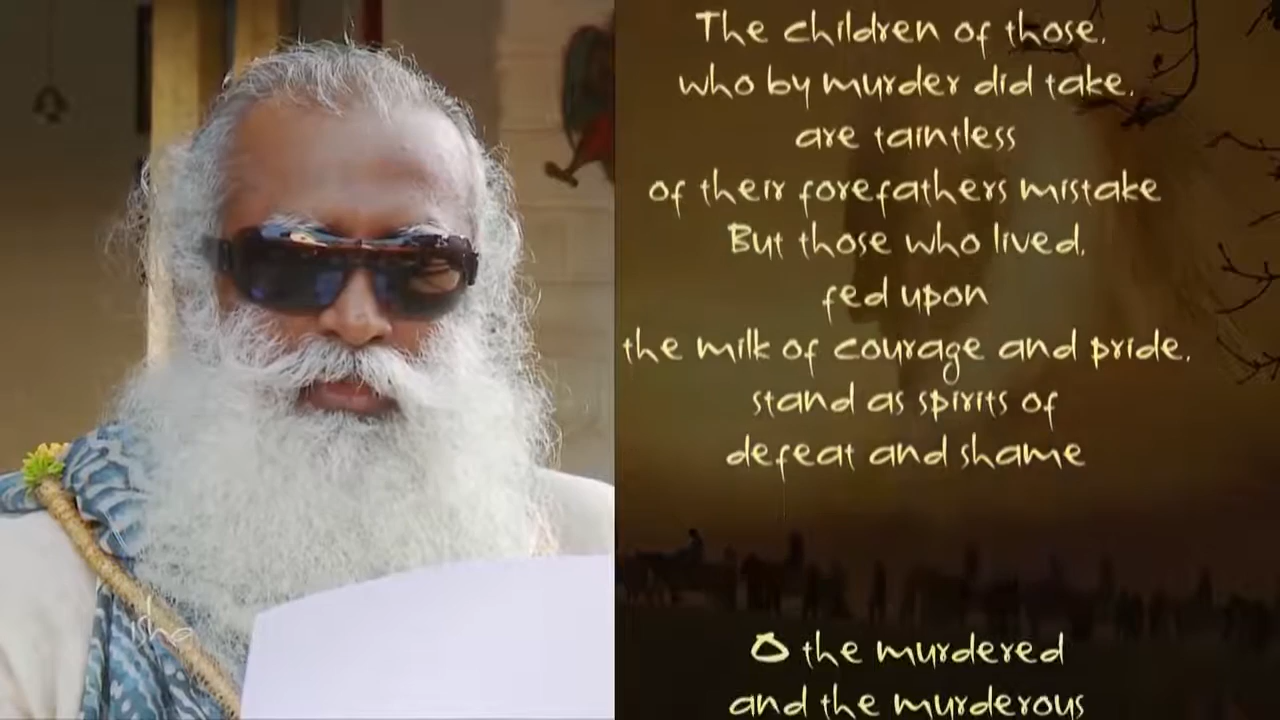 The children of those,
who by murder did take,
are taintless
of their forefathers mistake
But those who lived,
fed upon
the milk of courage and pride,
stand as spirits of
defeat and shame
O the murdered
and the murderous
isha